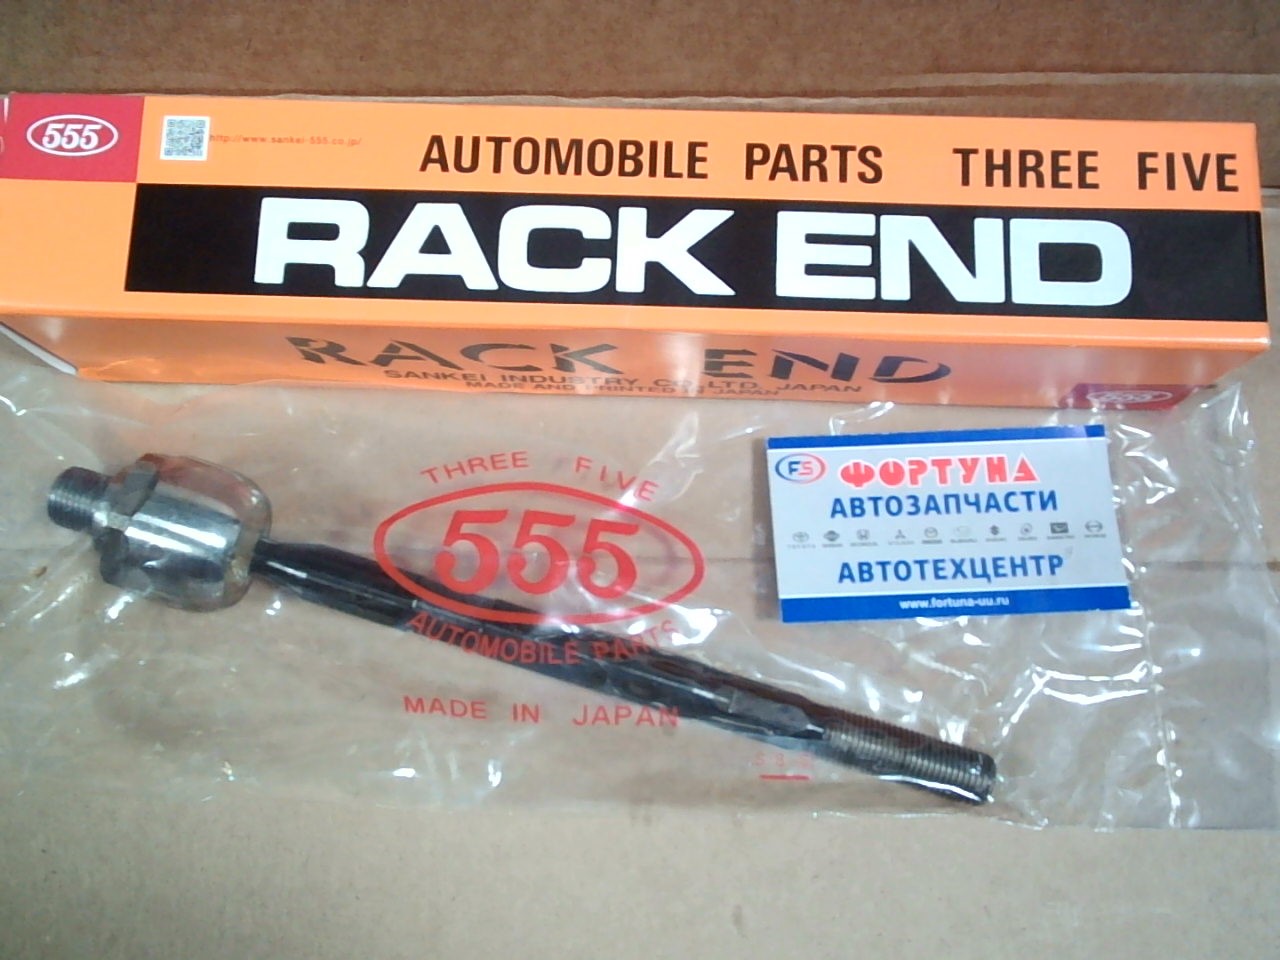 555
http://www.sankei-555.co.jp/
AUTOMOBILE PARTS THREE FIVE
RACK END
RACK END
SANKEI INDUSTRY CO., LTD. JAPAN
MADE AND PRINTED IN JAPAN
555
THREE FIVE
555
AUTOMOBILE PARTS
MADE IN JAPAN
FS ФОРТУНА
АВТОЗАПЧАСТИ
АВТОТЕХЦЕНТР
www.fortuna-uu.ru